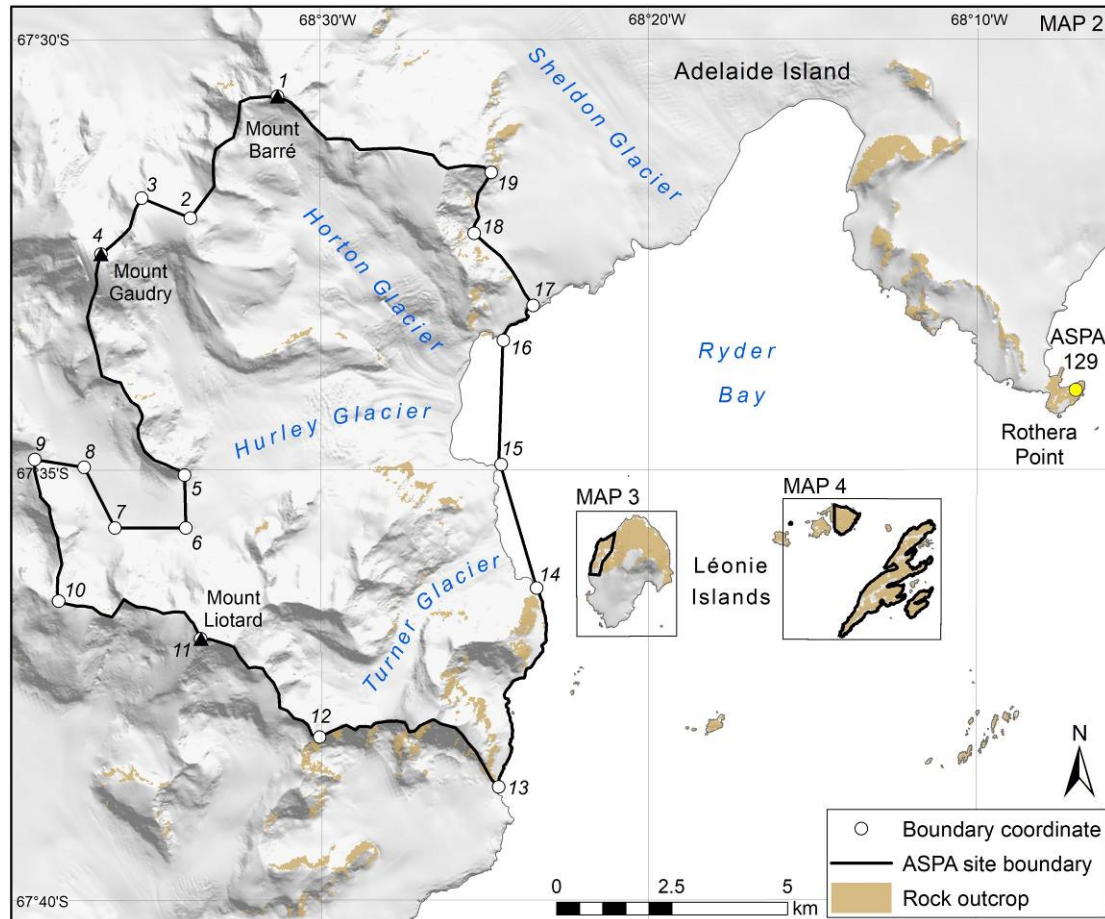 68°30'W
68°20'W
68°10'W
MAP 2
67°30'S
1
Mount
Barré
Sheldon Glacier
Adelaide Island
19
3
2
18
4
Mount
Gaudry
Horton Glacier
17
16
Ryder
Bay
ASPA
129
Rothera
Point
Hurley Glacier
9
8
15
67°35'S
5
7
6
MAP 3
MAP 4
14
Léonie
Islands
10
Mount
Liotard
11
Turner Glacier
12
13
N
Boundary coordinate
ASPA site boundary
Rock outcrop
0 2.5 5
km
67°40'S